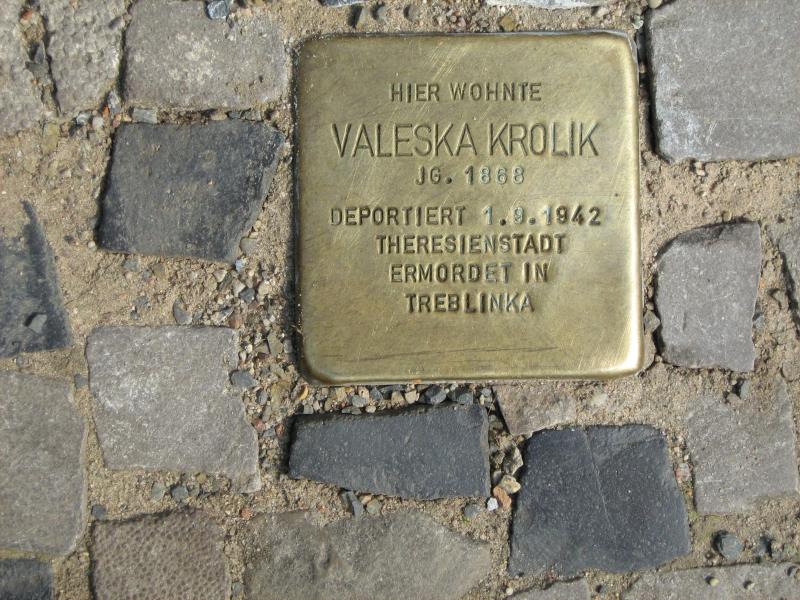 HIER WOHNTE
VALESKA KROLIK
JG. 1868
DEPORTIERT 1.9.1942
THERESIENSTADT
ERMORDET IN
TREBLINKA